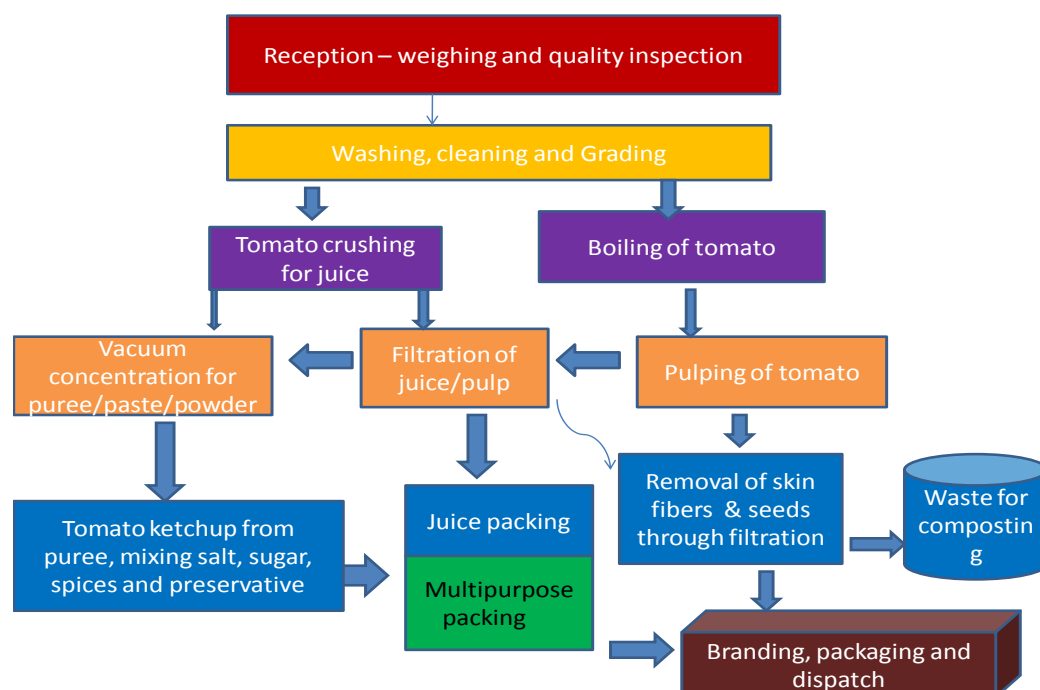 Reception – weighing and quality inspection
Washing, cleaning and Grading
Tomato crushing
for juice
Boiling of tomato
Vacuum
concentration for
puree/paste/powder
Filtration of
juice/pulp
Pulping of tomato
Tomato ketchup from
puree, mixing salt, sugar,
spices and preservative
Juice packing
Multipurpose
packing
Removal of skin
fibers & seeds
through filtration
Waste for
compostin
g
Branding, packaging and
dispatch